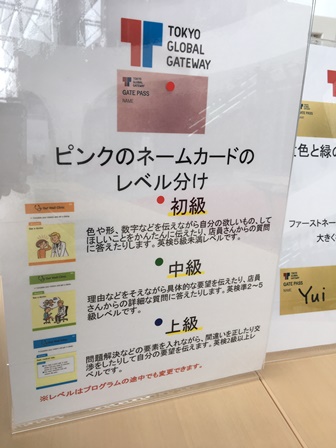 TOKYO
GLOBAL
GATEWAY
TOKYO
GLOBAL
GATEWAY
GATE PASS
NAME
ピンクのネームカードの
レベル分け
初級
色や形、数字などを伝えながら自分の欲しいもの、して
ほしいことをかんたんに伝えたり、店員さんからの質問
に答えたりします。英検5級未満レベルです。
中級
理由などをそえながら具体的な要望を伝えたり、店員
さんからの詳細な質問に答えたりします。英検準2～5
級レベルです。
上級
問題解決などの要素を入れながら、間違いを正したり交
渉をしたりして自分の要望を伝えます。英検2級以上レ
ベルです。
※レベルはプログラムの途中でも変更できます。
色と緑の
ファーストネー
大きく
GATE PASS
NAME
Yui